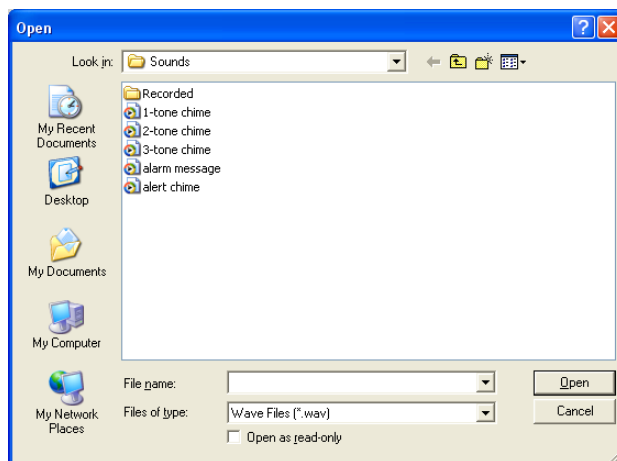 Open
Look in: Sounds
My Recent
Documents
Desktop
My Documents
My Computer
My Network
Places
Recorded
1-tone chime
2-tone chime
3-tone chime
alarm message
alert chime
File name: Open
Files of type: Wave Files (*.wav) Cancel
Open as read-only